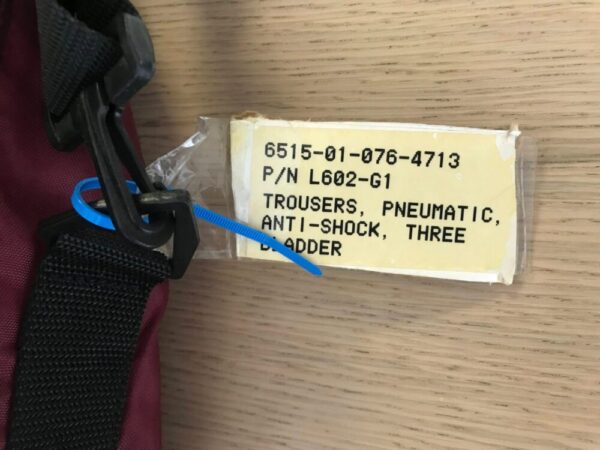 6515-01-076-4713
P/N L602-G1
TROUSERS, PNEUMATIC,
ANTI-SHOCK, THREE
BLADDER